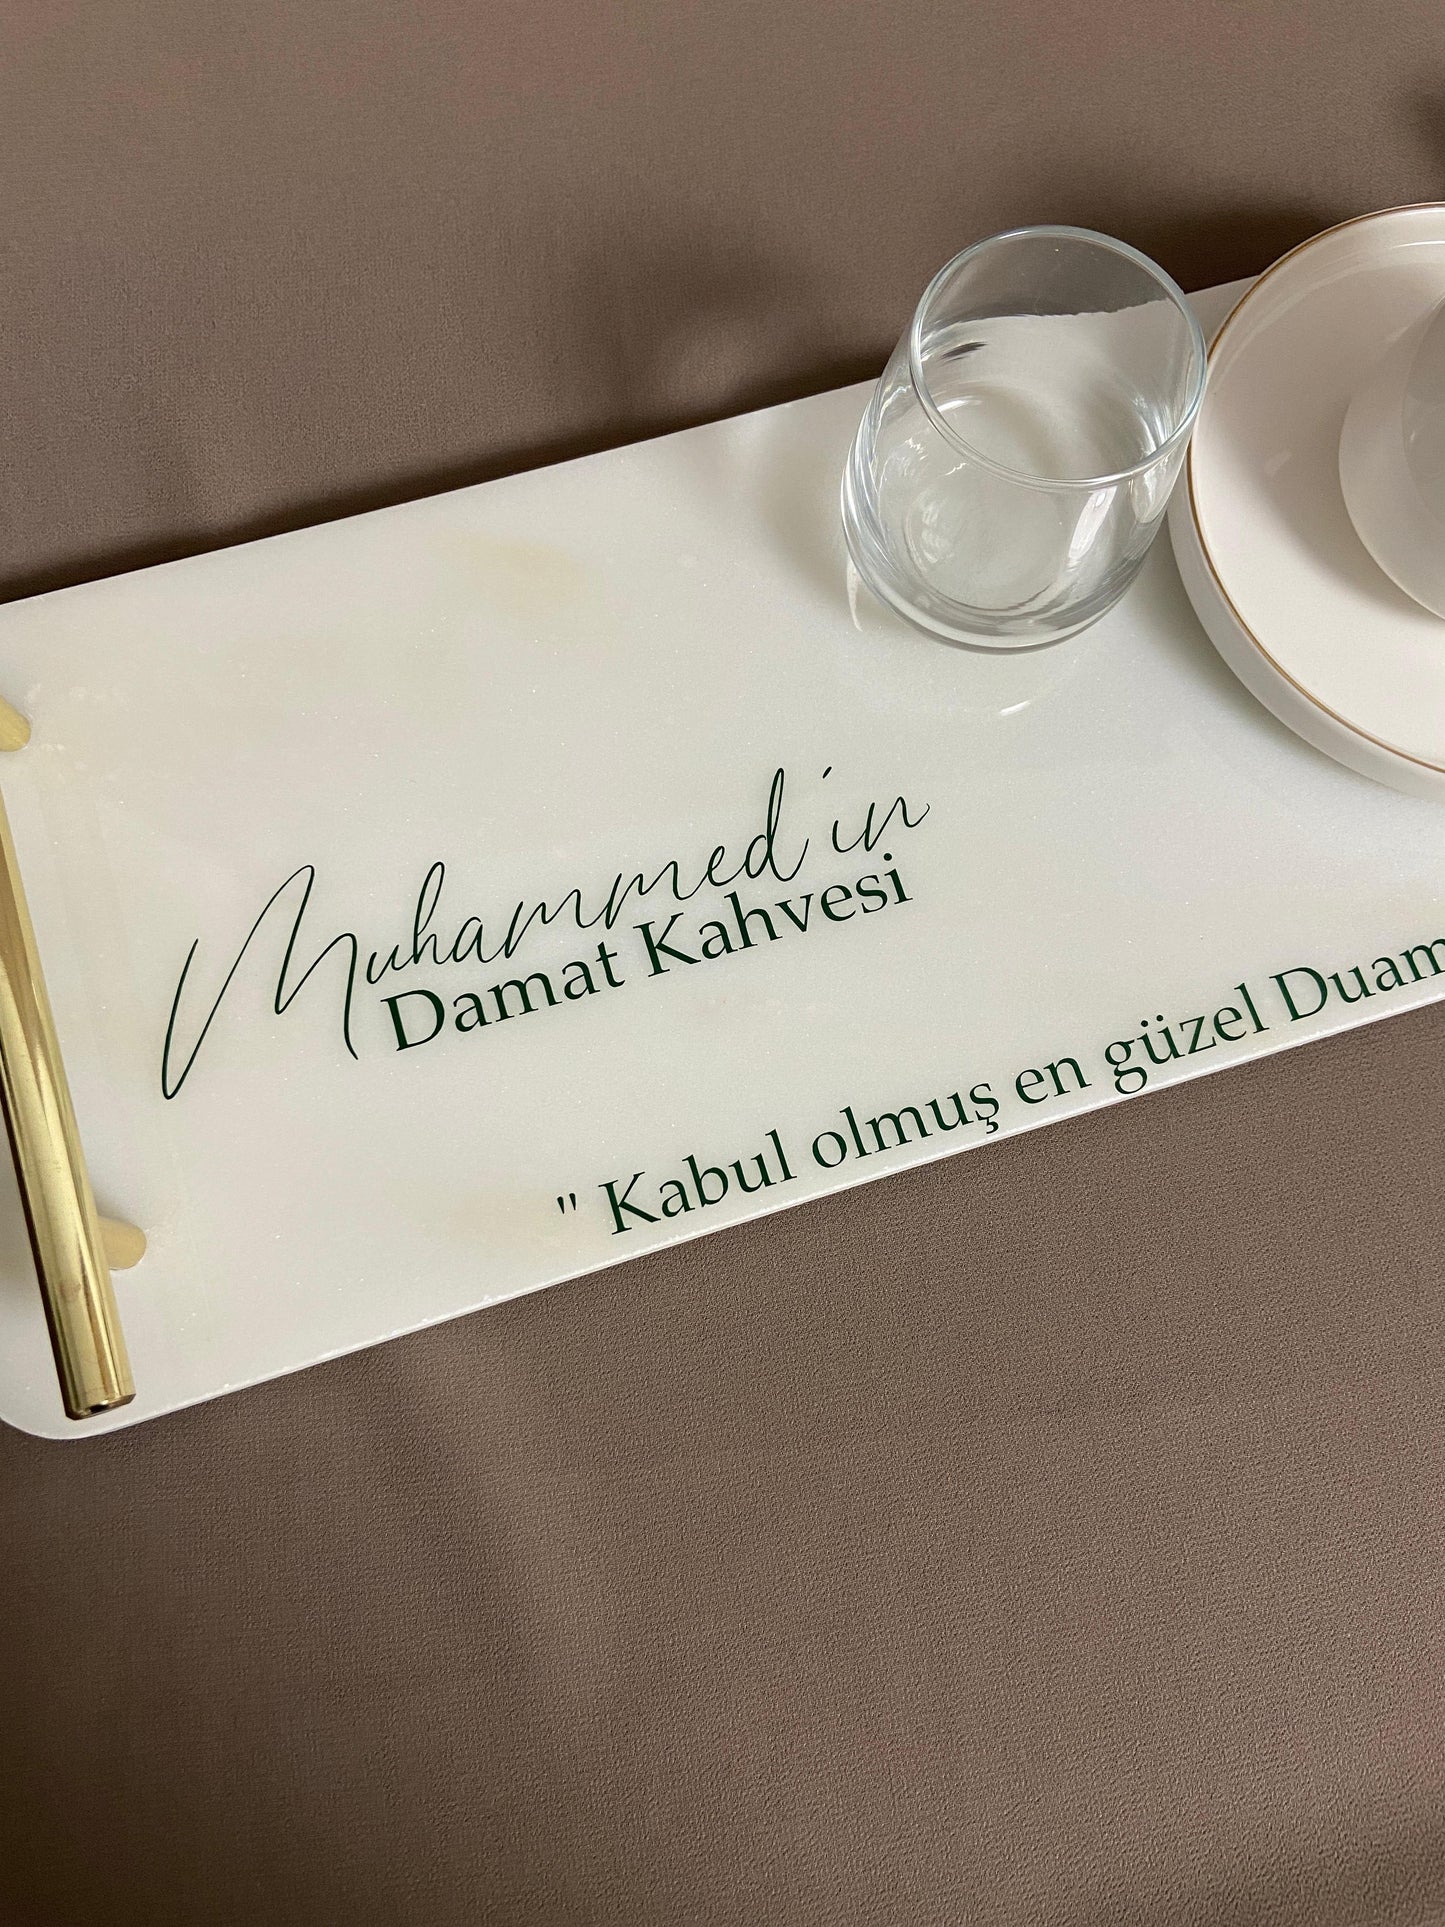 Muhammed'in
Damat Kahvesi
" Kabul olmuş en güzel Duam